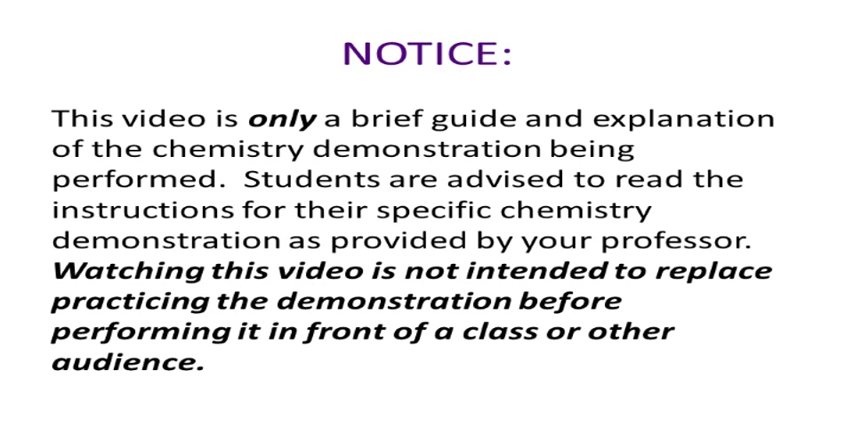 NOTICE:
This video is only a brief guide and explanation
of the chemistry demonstration being
performed.  Students are advised to read the
instructions for their specific chemistry
demonstration as provided by your professor.
Watching this video is not intended to replace
practicing the demonstration before
performing it in front of a class or other
audience.